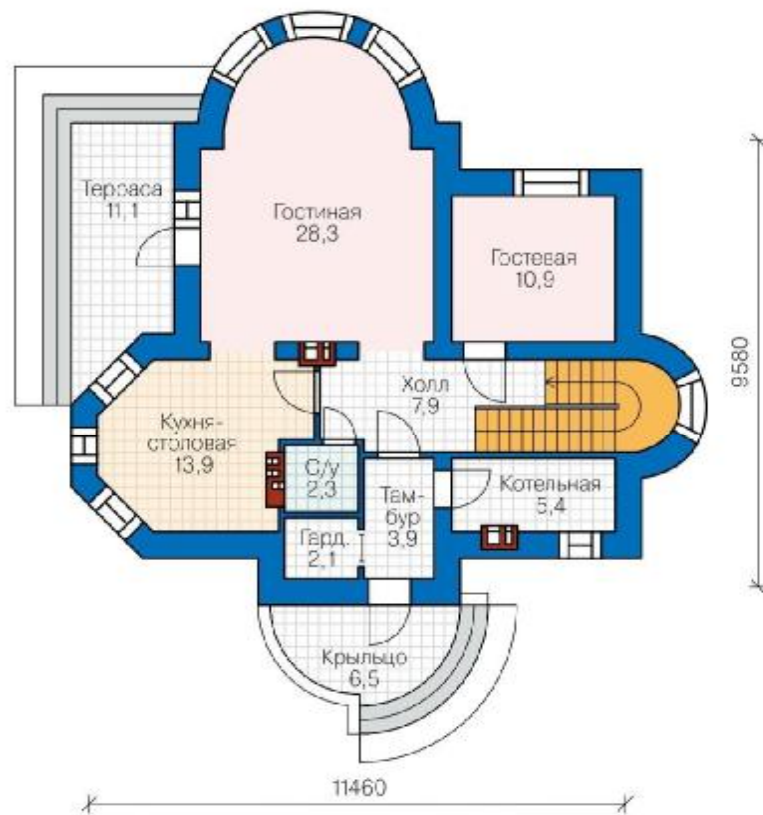 Терраса
11,1
Гостиная
28,3
Гостевая
10,9
9580
Холл
7,9
Кухня-
столовая
13,9
С/у
2,3
Там-
бур
3,9
Котельная
5,4
Гард.
2,1
Крыльцо
6,5
11460